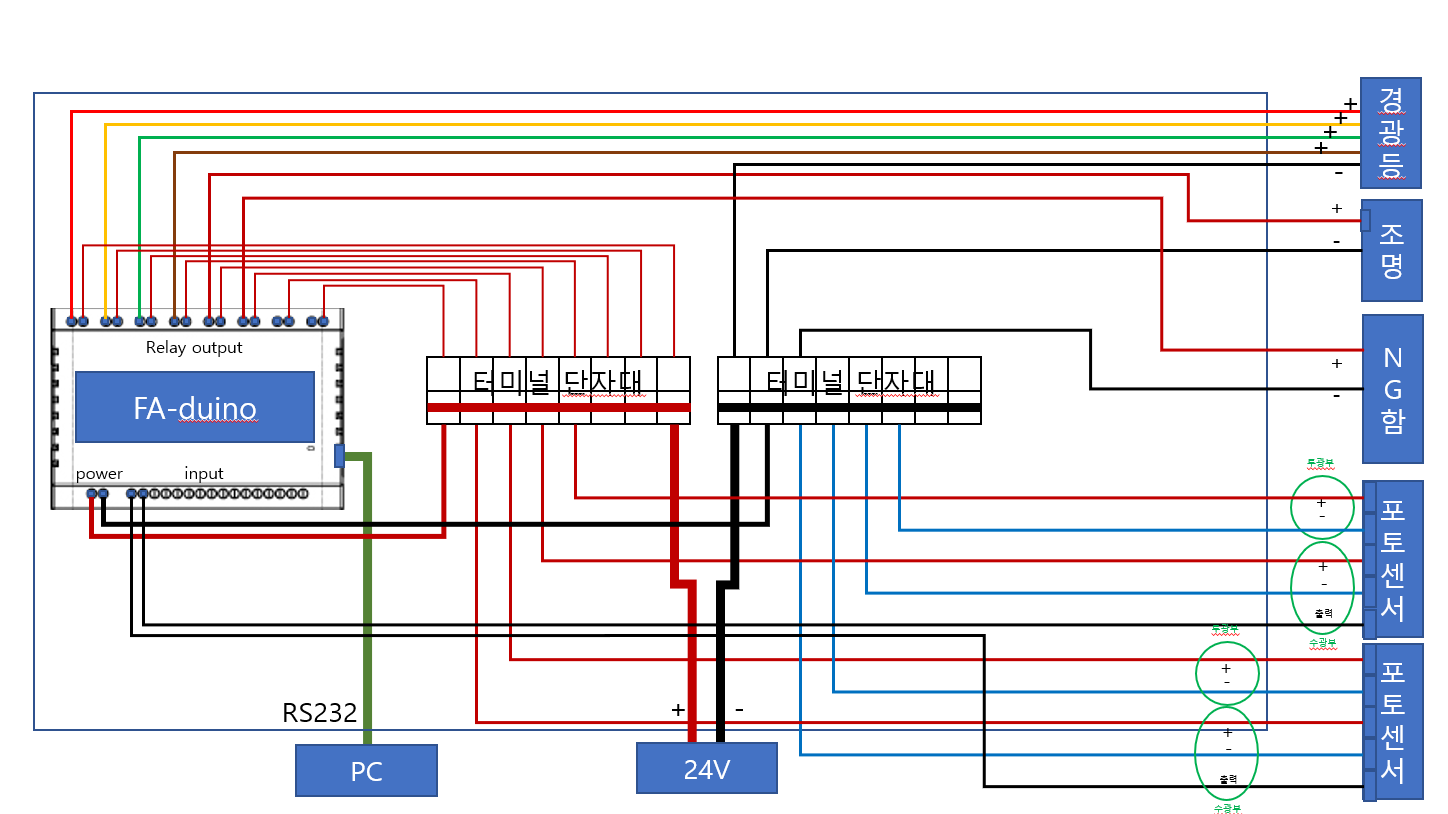 +
+
+
+
-
경
광
등
+
-
조
명
Relay output
FA-duino
power
input
터미널 단자대
터미널 단자대
+
-
N
G
함
투광부
+
-
+
-
출력
수광부
포
토
센
서
투광부
+
-
+
-
출력
수광부
포
토
센
서
RS232
+
-
PC
24V